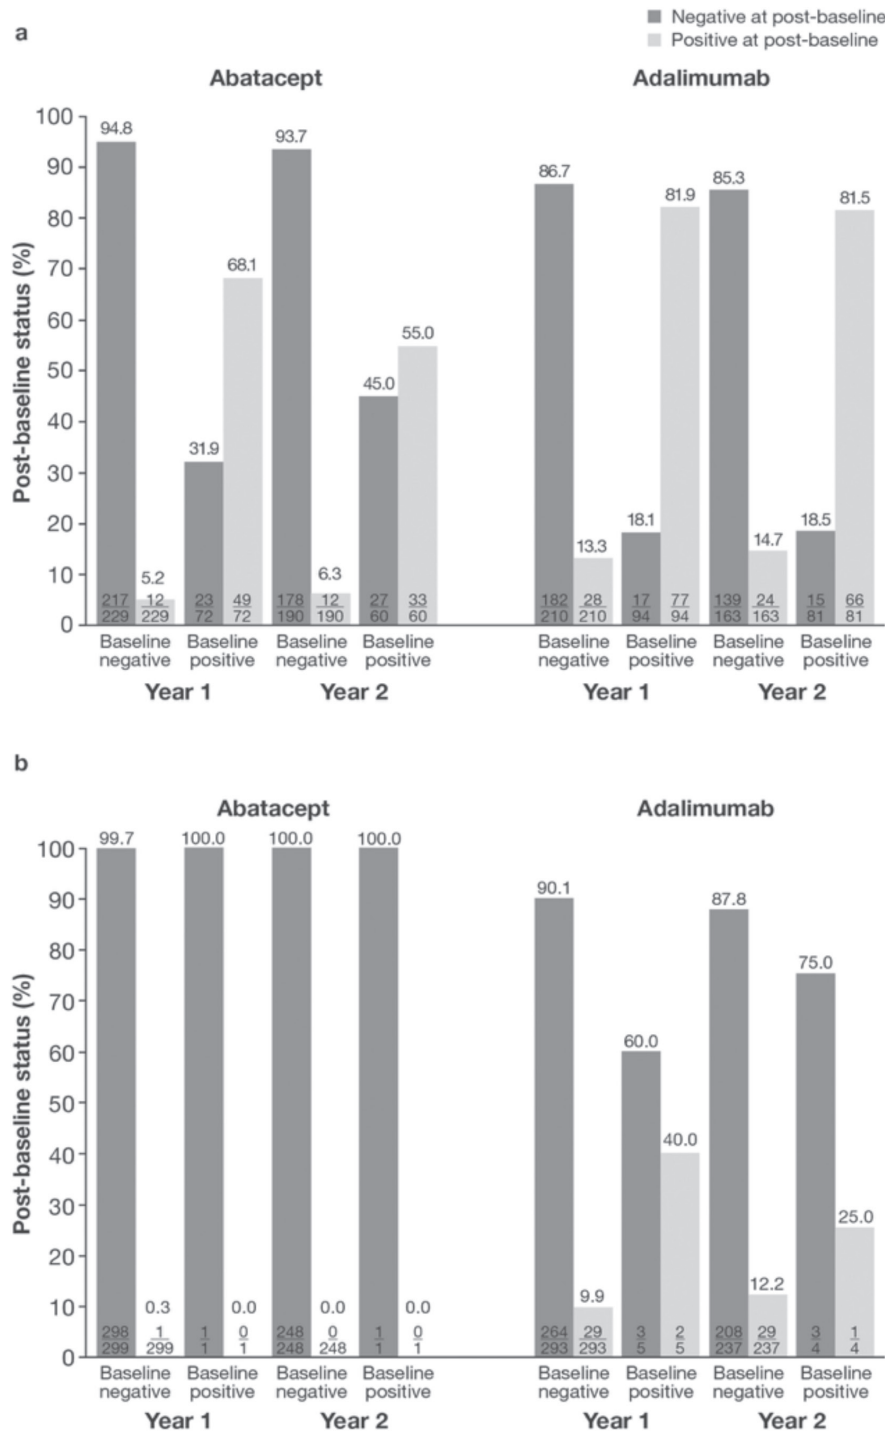 a
Negative at post-baseline
Positive at post-baseline
Abatacept
Adalimumab
Post-baseline status (%)
100
90
80
70
60
50
40
30
20
10
0
94.8
5.2
31.9
68.1
93.7
6.3
45.0
55.0
86.7
13.3
18.1
81.9
85.3
14.7
18.5
81.5
217 12 23 49 178 12 27 33 182 28 17 77 139 24 15 66
229 229 72 72 190 190 60 60 210 210 94 94 163 163 81 81
Baseline Baseline Baseline Baseline Baseline Baseline Baseline Baseline
negative positive negative positive negative positive negative positive
Year 1 Year 2 Year 1 Year 2
b
Abatacept
Adalimumab
Post-baseline status (%)
100
90
80
70
60
50
40
30
20
10
0
99.7
0.3
100.0
0.0
100.0
0.0
100.0
0.0
90.1
9.9
60.0
40.0
87.8
12.2
75.0
25.0
298 1 1 0 248 0 1 0 264 29 3 2 208 29 3 1
299 299 1 1 248 248 1 1 293 293 5 5 237 237 4 4
Baseline Baseline Baseline Baseline Baseline Baseline Baseline Baseline
negative positive negative positive negative positive negative positive
Year 1 Year 2 Year 1 Year 2